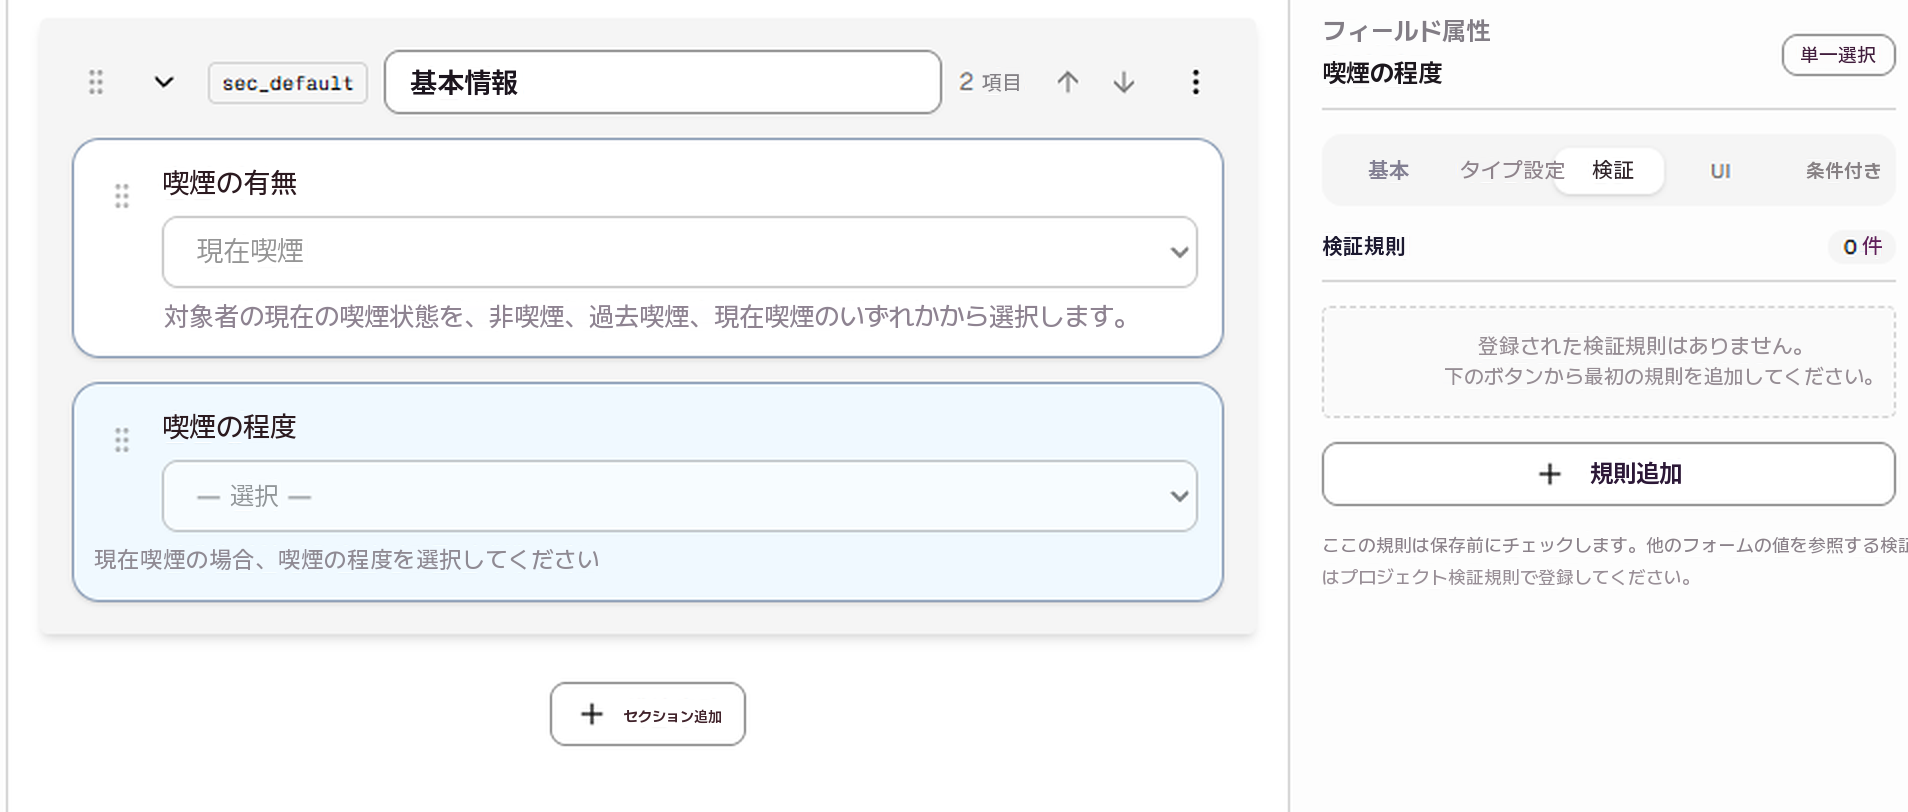 sec_default
基本情報
2 項目
喫煙の有無
現在喫煙
対象者の現在の喫煙状態を、非喫煙、過去喫煙、現在喫煙のいずれかから選択します。
喫煙の程度
— 選択 —
現在喫煙の場合、喫煙の程度を選択してください
セクション追加
フィールド属性
単一選択
喫煙の程度
基本
タイプ設定
検証
UI
条件付き
検証規則
0 件
登録された検証規則はありません。
下のボタンから最初の規則を追加してください。
規則追加
ここの規則は保存前にチェックします。他のフォームの値を参照する検証
はプロジェクト検証規則で登録してください。